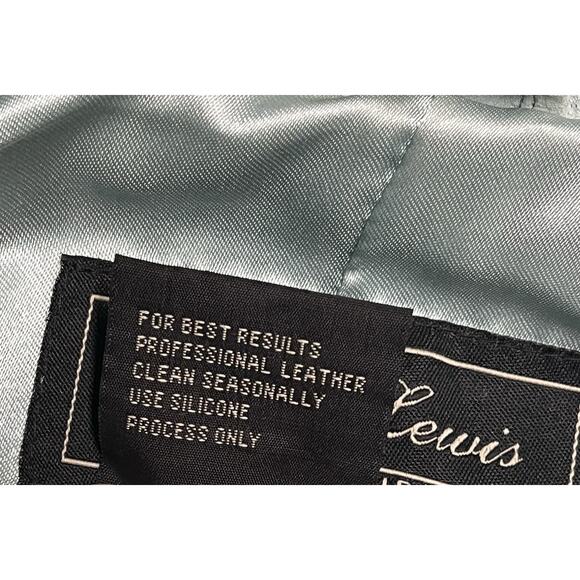 FOR BEST RESULTS
PROFESSIONAL LEATHER
CLEAN SEASONALLY
USE SILICONE
PROCESS ONLY
Lewis